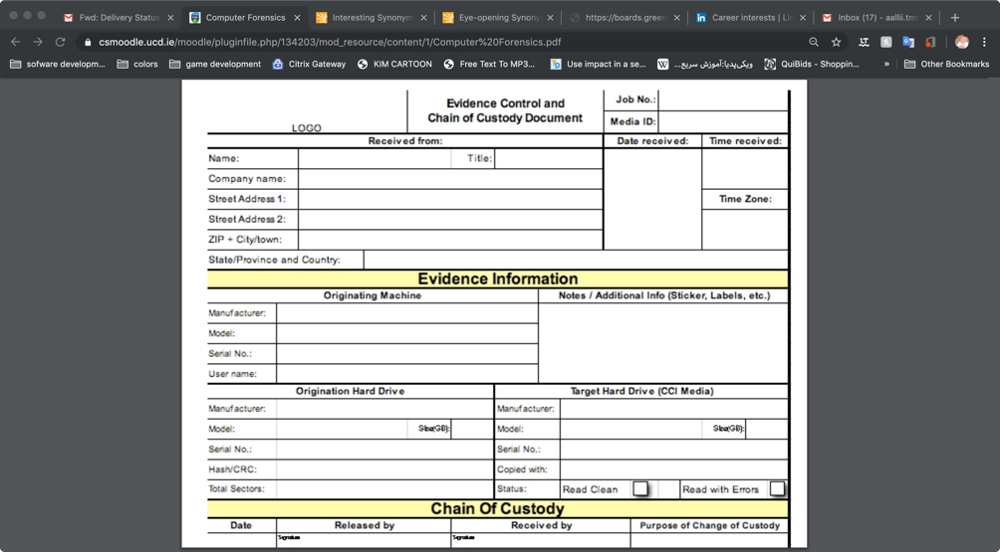 Fwd: Delivery Status
Computer Forensics
Interesting Synonym
Eye-opening Synony
https://boards.green
Career interests | Lin
Inbox (17) - aallii.tm
csmoodle.ucd.ie/moodle/pluginfile.php/134203/mod_resource/content/1/Computer%20Forensics.pdf
sofware developm...
colors
game development
Citrix Gateway
KIM CARTOON
Free Text To MP3...
Use impact in a se...
ویکی‌پدیا:آموزش سریع...
QuiBids - Shoppin...
»
Other Bookmarks
LOGO
Evidence Control and
Chain of Custody Document
Job No.:
Media ID:
Received from:
Date received:
Time received:
Name:
Title:
Company name:
Street Address 1:
Time Zone:
Street Address 2:
ZIP + City/town:
State/Province and Country:
Evidence Information
Originating Machine
Notes / Additional Info (Sticker, Labels, etc.)
Manufacturer:
Model:
Serial No.:
User name:
Origination Hard Drive
Target Hard Drive (CCI Media)
Manufacturer:
Manufacturer:
Model:
Size(GB):
Model:
Size(GB):
Serial No.:
Serial No.:
Hash/CRC:
Copied with:
Total Sectors:
Status:
Read Clean
Read with Errors
Chain Of Custody
Date
Released by
Received by
Purpose of Change of Custody
Signature
Signature